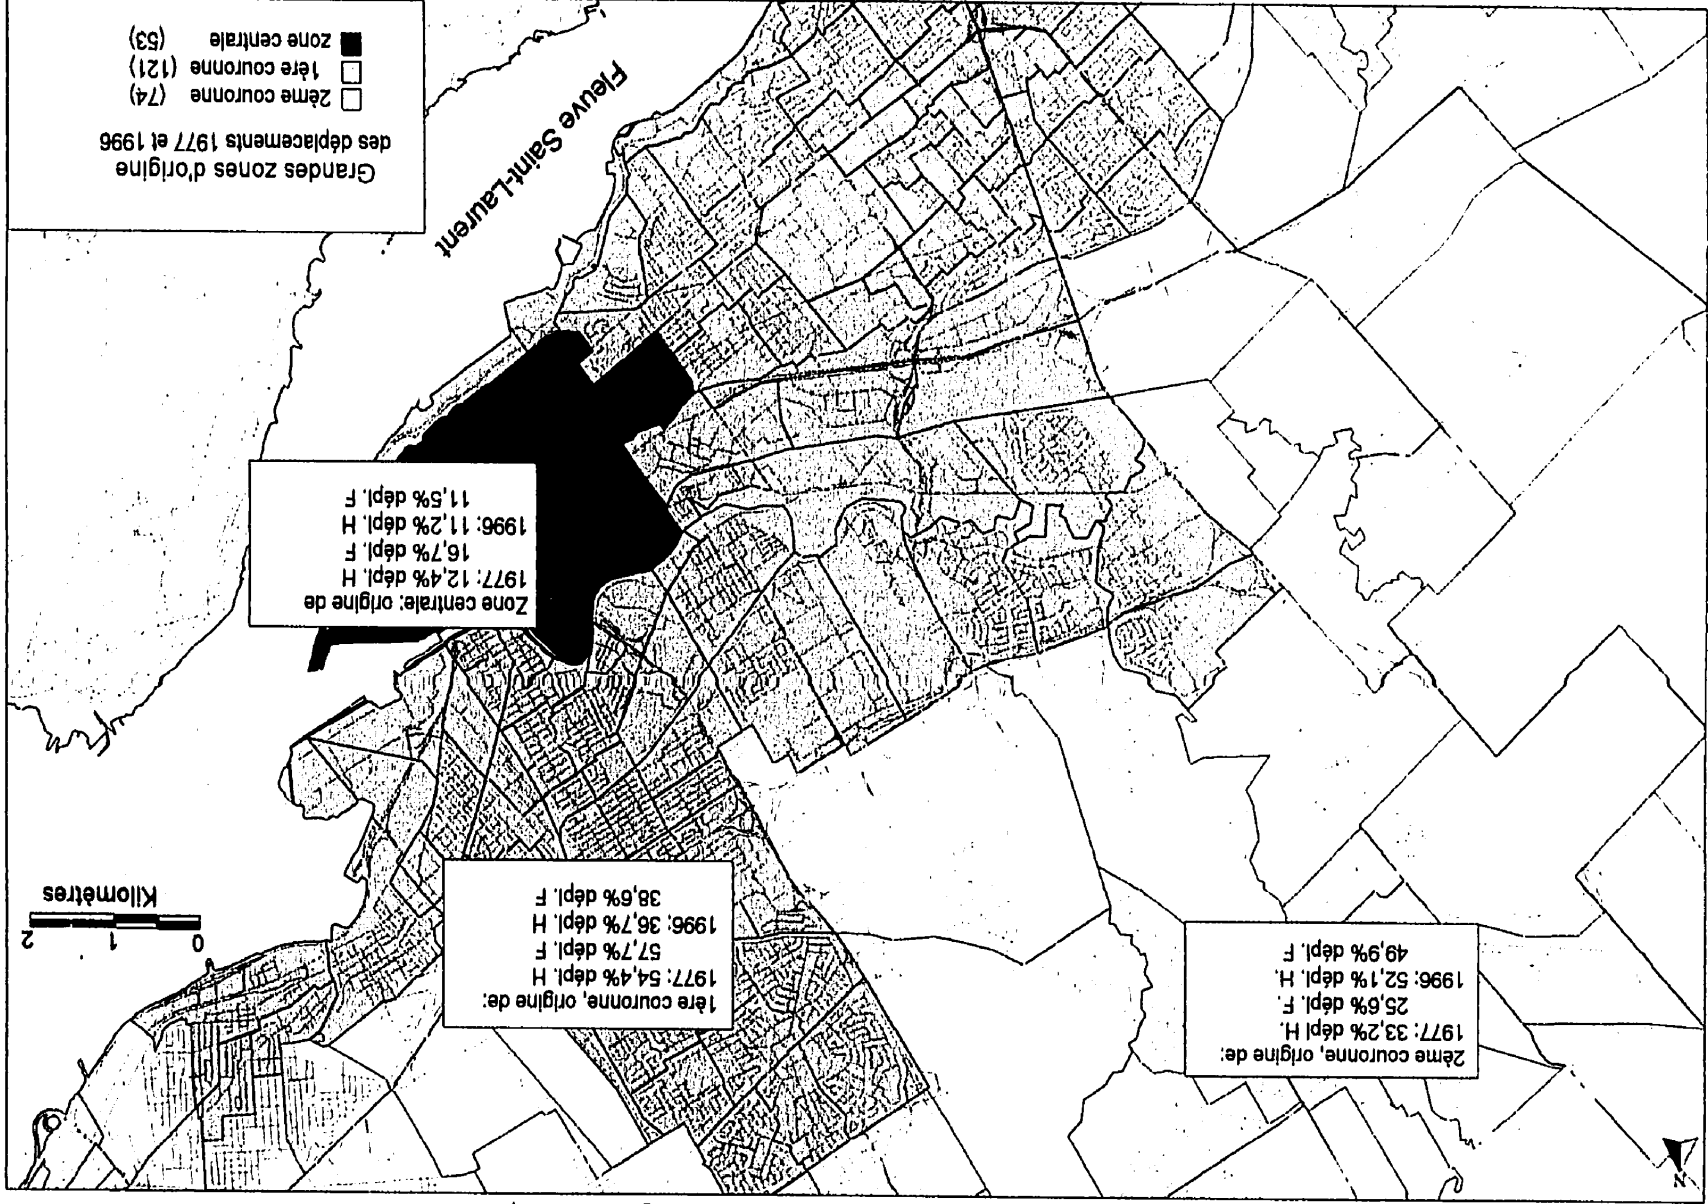 N
2ème couronne, origine de:
1977: 33,2% dépl H.
25,6% dépl. F.
1996: 52,1% dépl. H.
49,9% dépl. F
1ère couronne, origine de:
1977: 54,4% dépl. H
57,7% dépl. F
1996: 36,7% dépl. H
38,6% dépl. F
0 1 2
Kilomètres
Zone centrale: origine de
1977: 12,4% dépl. H
16,7% dépl. F
1996: 11,2% dépl. H
11,5% dépl. F
Fleuve Saint-Laurent
Grandes zones d'origine
des déplacements 1977 et 1996
2ème couronne (74)
1ère couronne (121)
zone centrale (53)